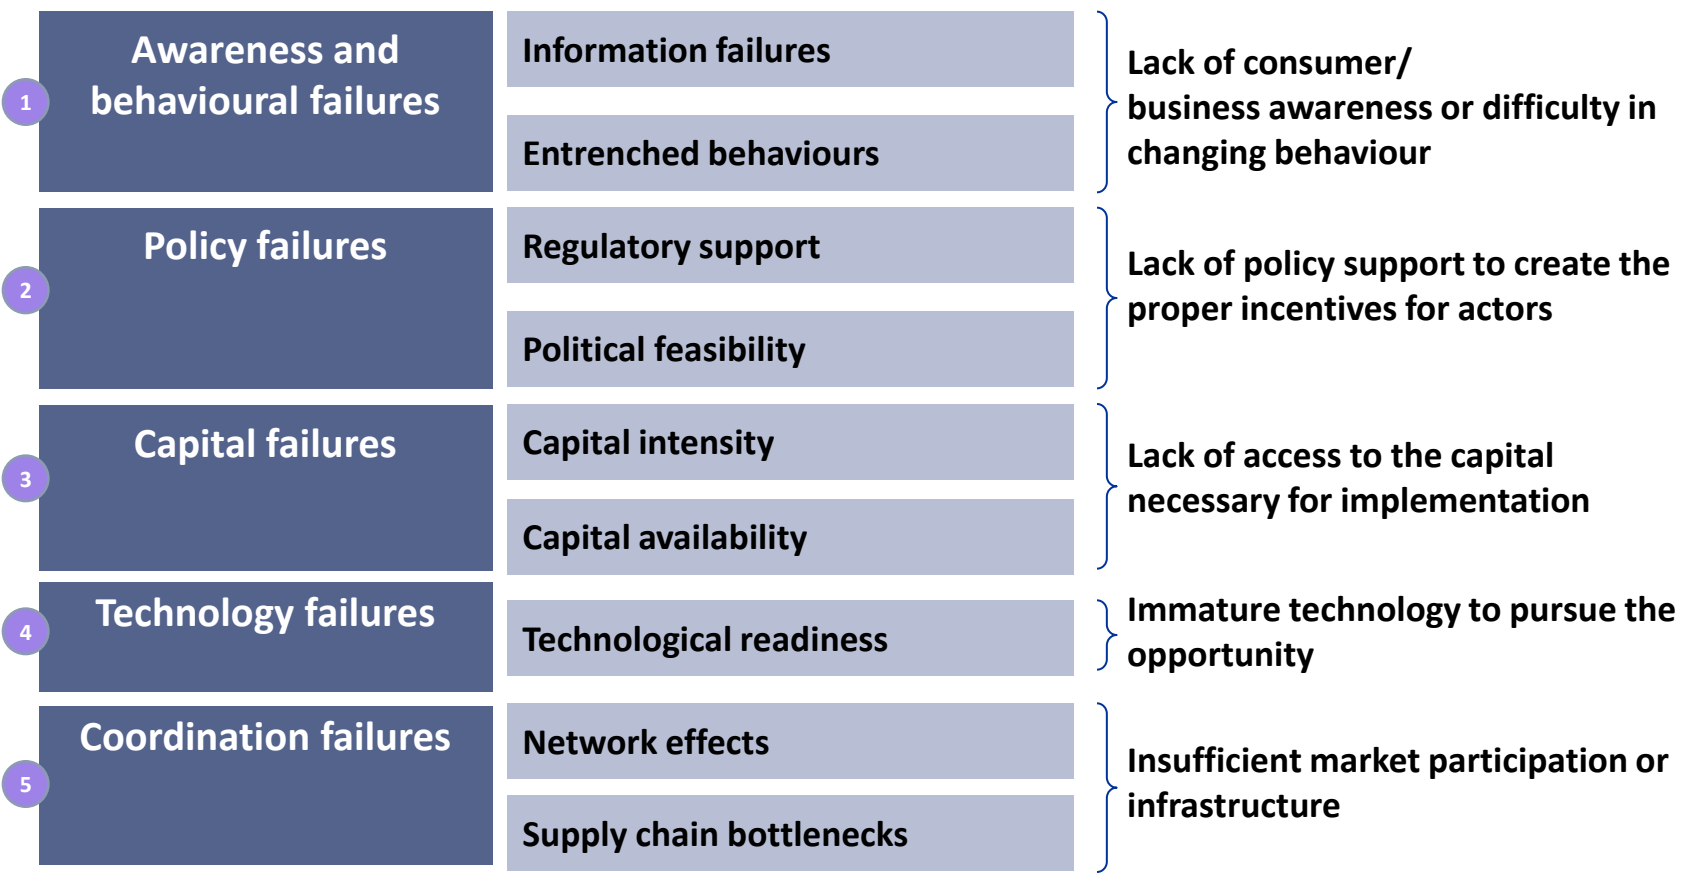 1
Awareness and
behavioural failures
Information failures
Entrenched behaviours
Lack of consumer/
business awareness or difficulty in
changing behaviour
2
Policy failures
Regulatory support
Political feasibility
Lack of policy support to create the
proper incentives for actors
3
Capital failures
Capital intensity
Capital availability
Lack of access to the capital
necessary for implementation
4
Technology failures
Technological readiness
Immature technology to pursue the
opportunity
5
Coordination failures
Network effects
Supply chain bottlenecks
Insufficient market participation or
infrastructure